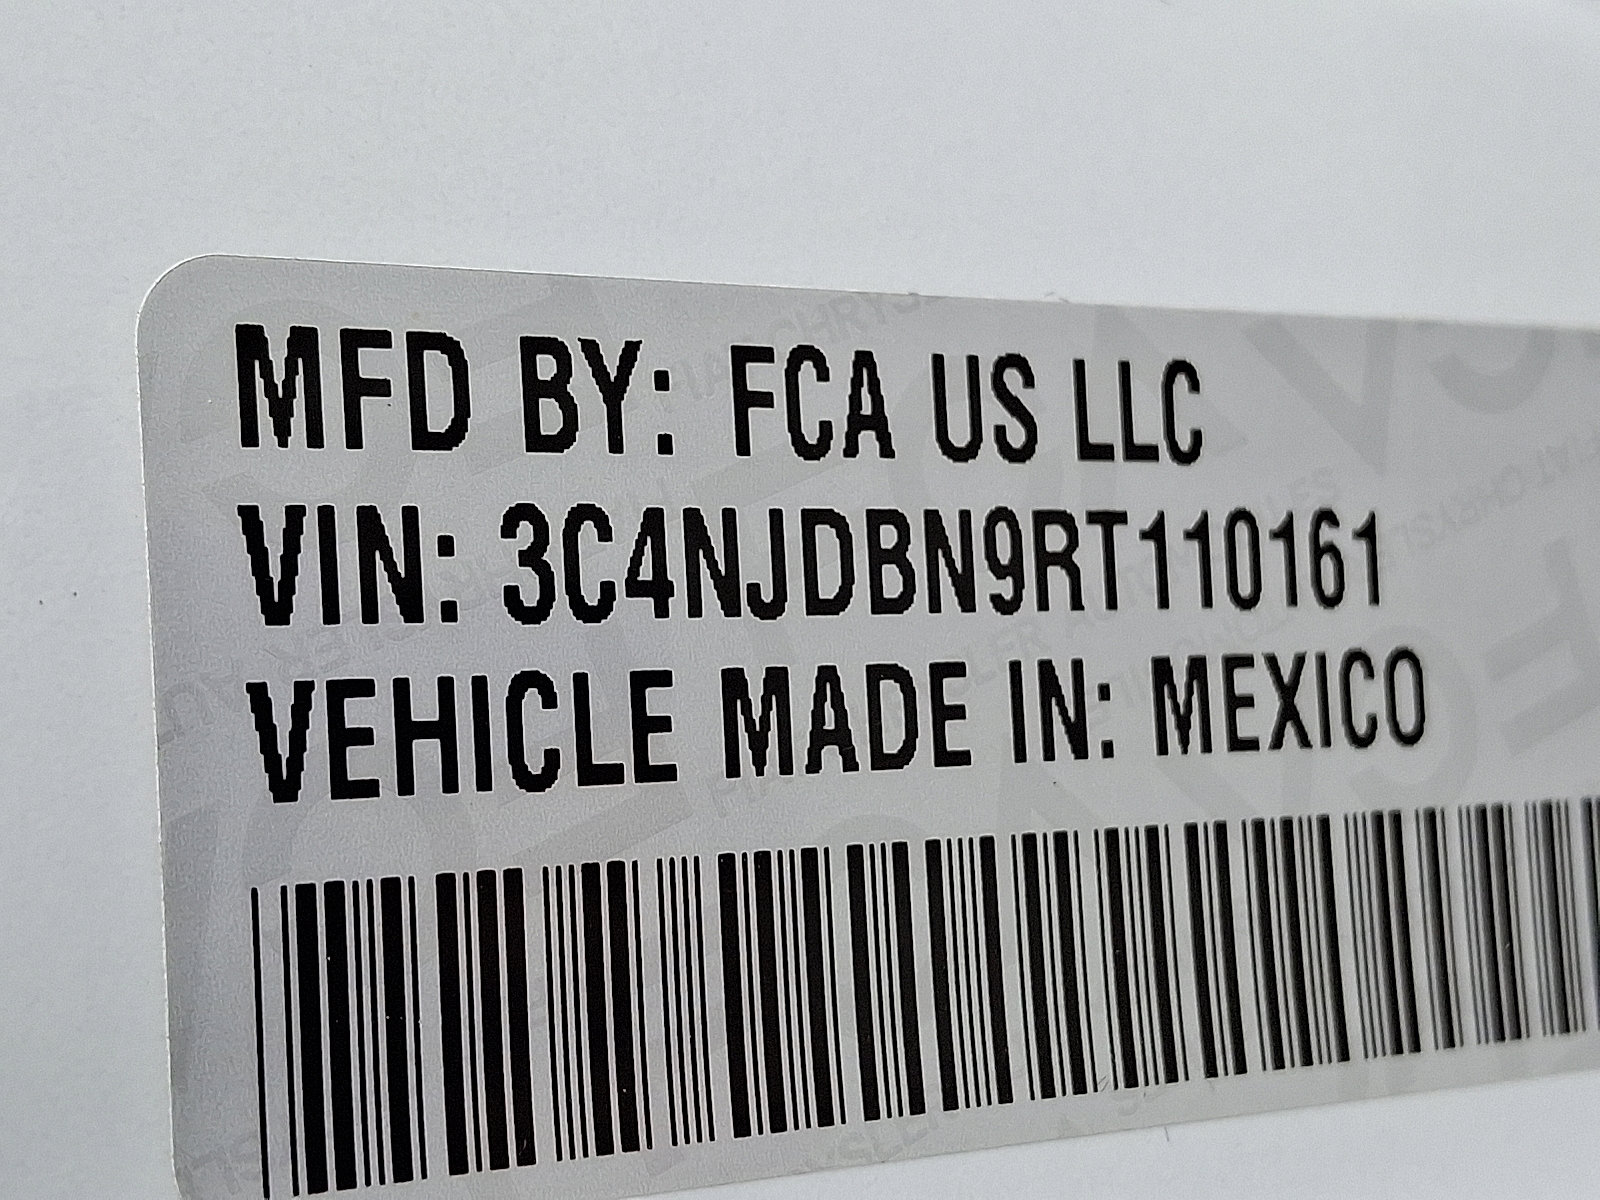 MFD BY: FCA US LLC
VIN: 3C4NJDBN9RT110161
VEHICLE MADE IN: MEXICO